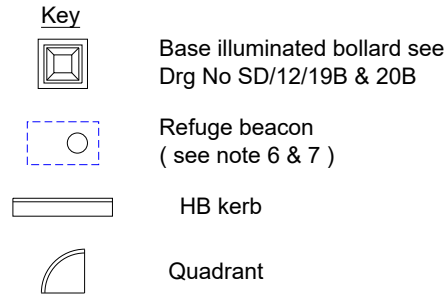 Key
Base illuminated bollard see
Drg No SD/12/19B & 20B
Refuge beacon
( see note 6 & 7 )
HB kerb
Quadrant